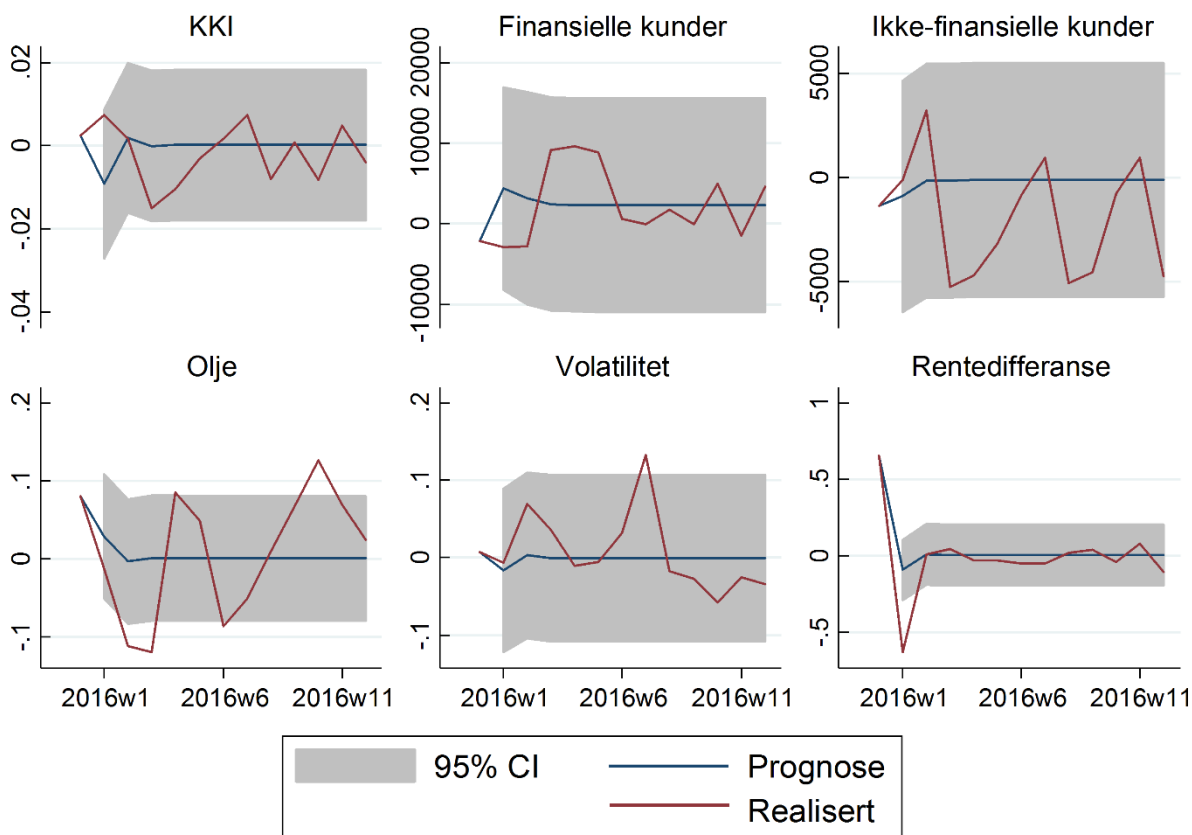 KKI
Finansielle kunder
Ikke-finansielle kunder
.02
0
-.02
-.04
20000
10000
0
-10000
5000
0
-5000
Olje
Volatilitet
Rentedifferanse
.2
.1
0
-.1
.2
.1
0
-.1
1
.5
0
-.5
2016w1 2016w6 2016w11
2016w1 2016w6 2016w11
2016w1 2016w6 2016w11
95% CI
Prognose
Realisert